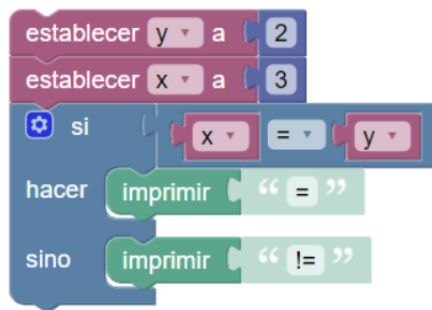 establecer y a 2
establecer x a 3
si x = y
hacer imprimir “ = ”
sino imprimir “ != ”